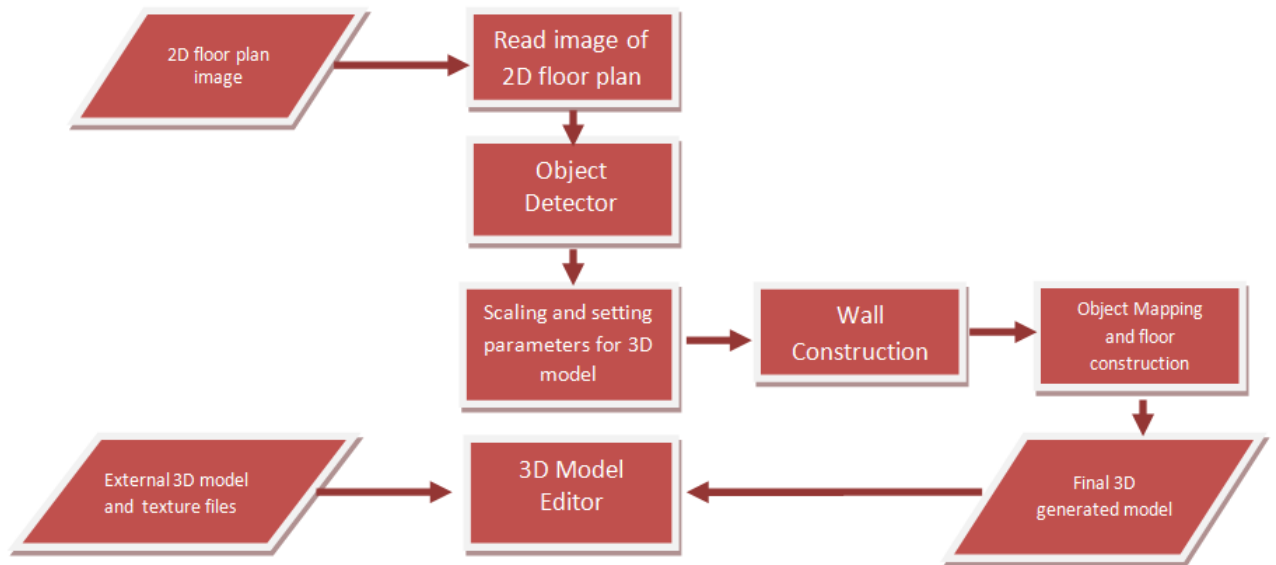 2D floor plan
image
Read image of
2D floor plan
Object
Detector
Scaling and setting
parameters for 3D
model
Wall
Construction
Object Mapping
and floor
construction
External 3D model
and texture files
3D Model
Editor
Final 3D
generated model